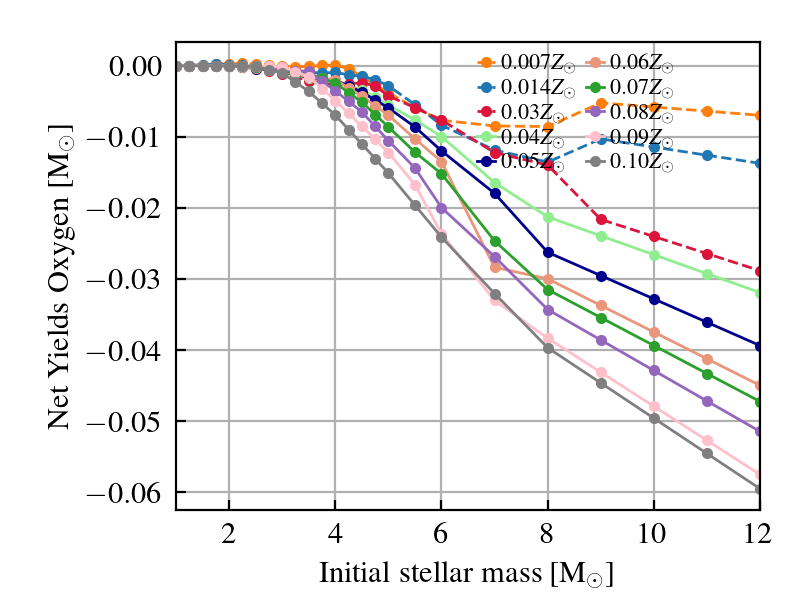 0.00
−0.01
−0.02
−0.03
−0.04
−0.05
−0.06
Net Yields Oxygen [M☉]
0.007Z☉ 0.06Z☉
0.014Z☉ 0.07Z☉
0.03Z☉ 0.08Z☉
0.04Z☉ 0.09Z☉
0.05Z☉ 0.10Z☉
2 4 6 8 10 12
Initial stellar mass [M☉]